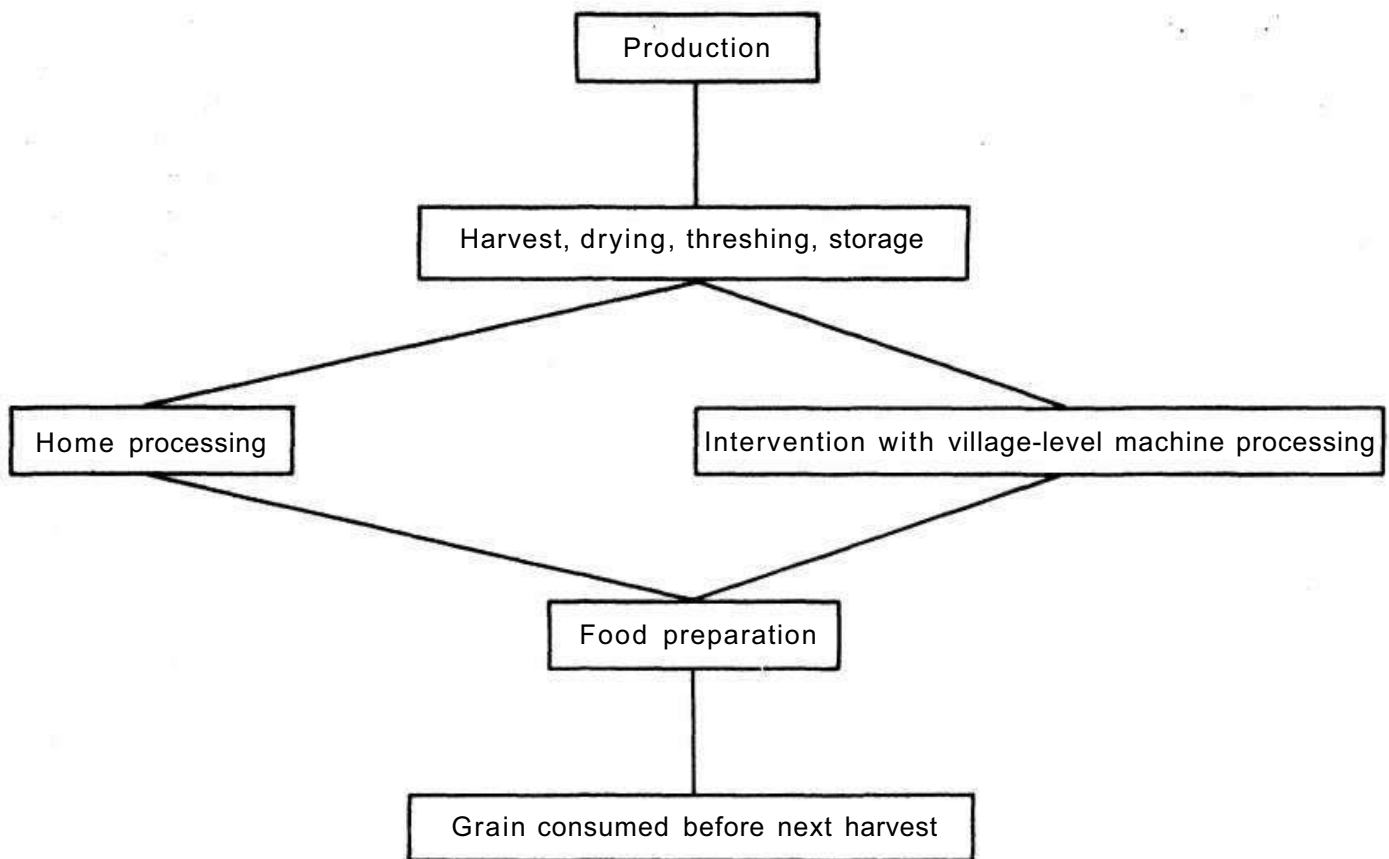 Production
Harvest, drying, threshing, storage
Home processing
Intervention with village-level machine processing
Food preparation
Grain consumed before next harvest